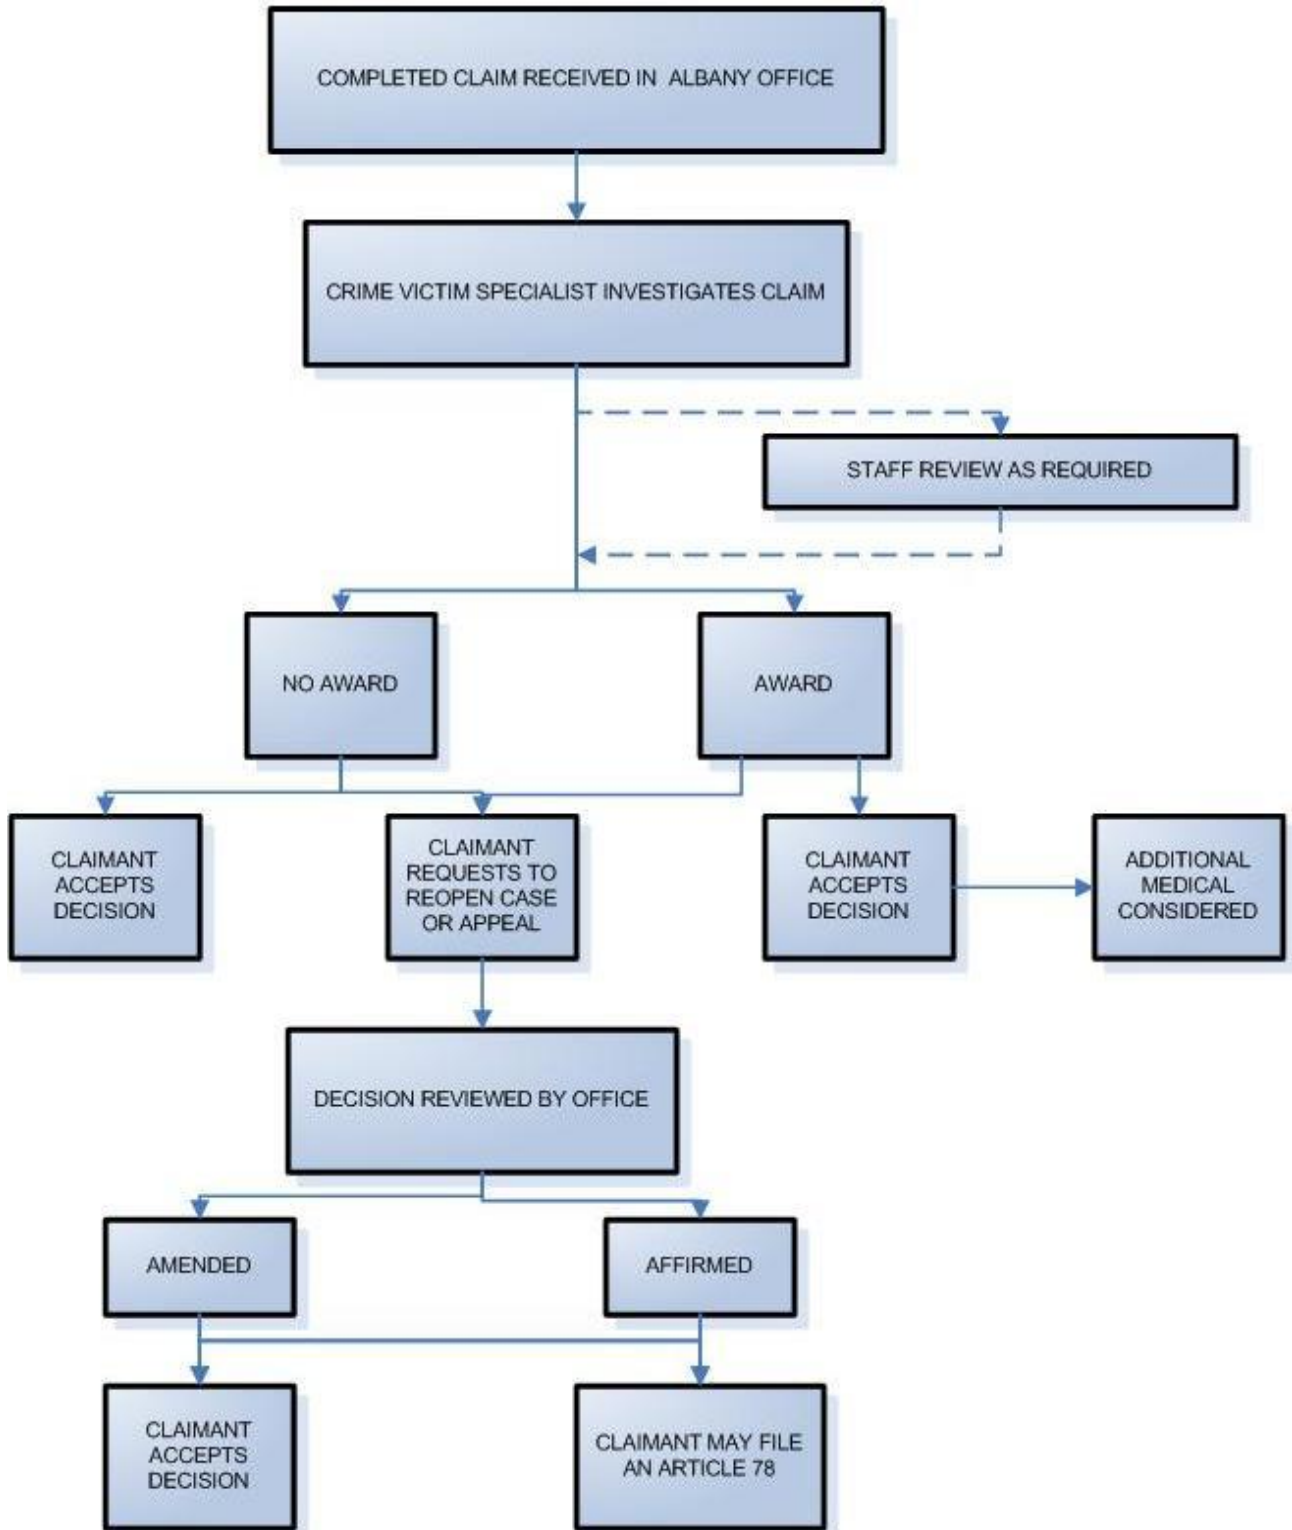 COMPLETED CLAIM RECEIVED IN ALBANY OFFICE
CRIME VICTIM SPECIALIST INVESTIGATES CLAIM
STAFF REVIEW AS REQUIRED
NO AWARD
AWARD
CLAIMANT
ACCEPTS
DECISION
CLAIMANT
REQUESTS TO
REOPEN CASE
OR APPEAL
CLAIMANT
ACCEPTS
DECISION
ADDITIONAL
MEDICAL
CONSIDERED
DECISION REVIEWED BY OFFICE
AMENDED
AFFIRMED
CLAIMANT
ACCEPTS
DECISION
CLAIMANT MAY FILE
AN ARTICLE 78